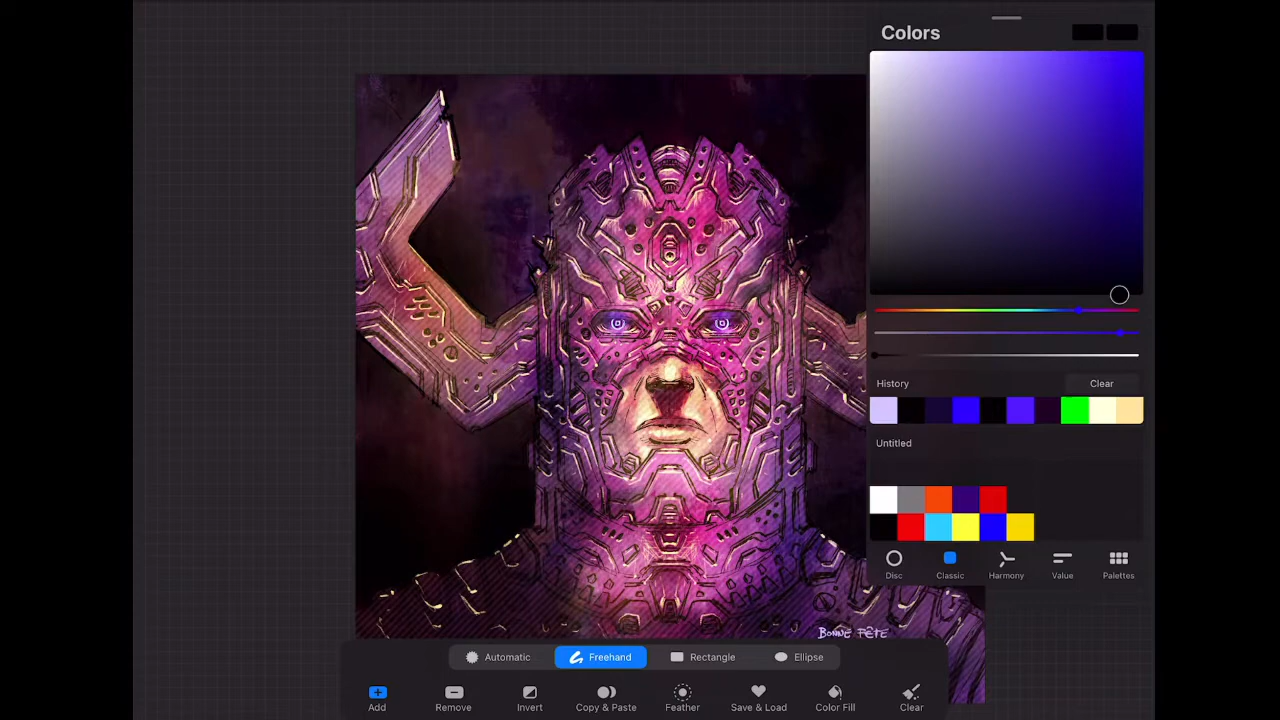 Colors
History
Clear
Untitled
Disc
Classic
Harmony
Value
Palettes
BONNE FÊTE
Automatic
Freehand
Rectangle
Ellipse
Add
Remove
Invert
Copy & Paste
Feather
Save & Load
Color Fill
Clear